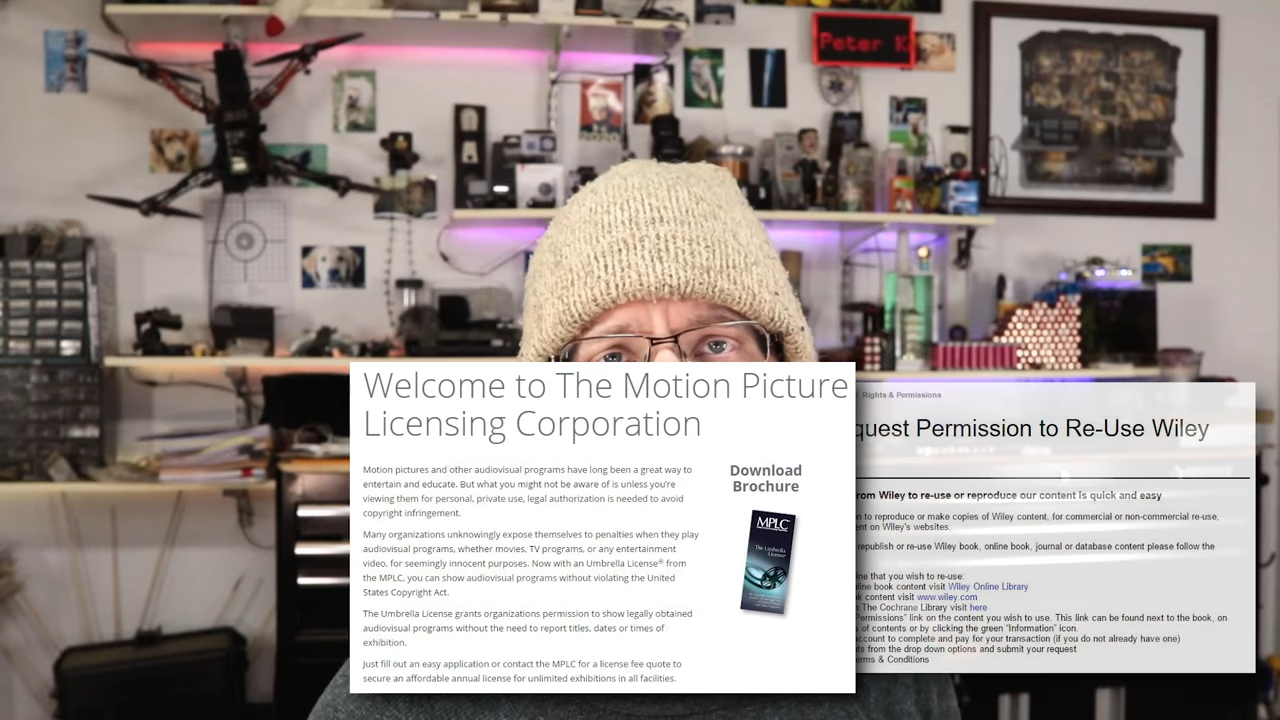 Peter K
Welcome to The Motion Picture
Licensing Corporation
Motion pictures and other audiovisual programs have long been a great way to
entertain and educate. But what you might not be aware of is unless you're
viewing them for personal, private use, legal authorization is needed to avoid
copyright infringement.
Many organizations unknowingly expose themselves to penalties when they play
audiovisual programs, whether movies, TV programs, or any entertainment
video, for seemingly innocent purposes. Now with an Umbrella License® from
the MPLC, you can show audiovisual programs without violating the United
States Copyright Act.
The Umbrella License grants organizations permission to show legally obtained
audiovisual programs without the need to report titles, dates or times of
exhibition.
Just fill out an easy application or contact the MPLC for a license fee quote to
secure an affordable annual license for unlimited exhibitions in all facilities.
Download
Brochure
MPLC
The Umbrella
License
/ Rights & Permissions
quest Permission to Re-Use Wiley
rom Wiley to re-use or reproduce our content is quick and easy
n to reproduce or make copies of Wiley content, for commercial or non-commercial re-use,
ent on Wiley's websites.
republish or re-use Wiley book, online book, journal or database content please follow the
ine that you wish to re-use:
line book content visit Wiley Online Library
k content visit www.wiley.com
n The Cochrane Library visit here
Permissions" link on the content you wish to use. This link can be found next to the book, on
s of contents or by clicking the green "Information" icon.
account to complete and pay for your transaction (if you do not already have one)
nts from the drop down options and submit your request
erms & Conditions